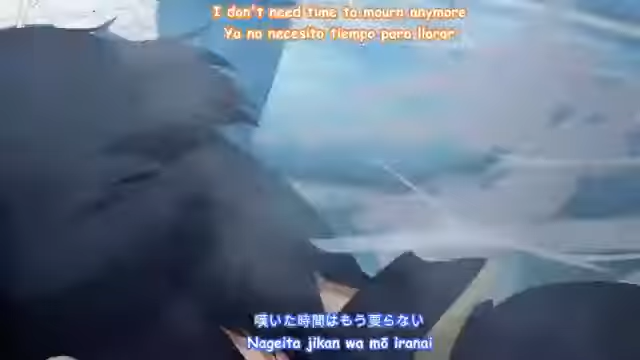 I don't need time to mourn anymore
Ya no necesito tiempo para llorar
嘆いた時間はもう要らない
Nageita jikan wa mō iranai